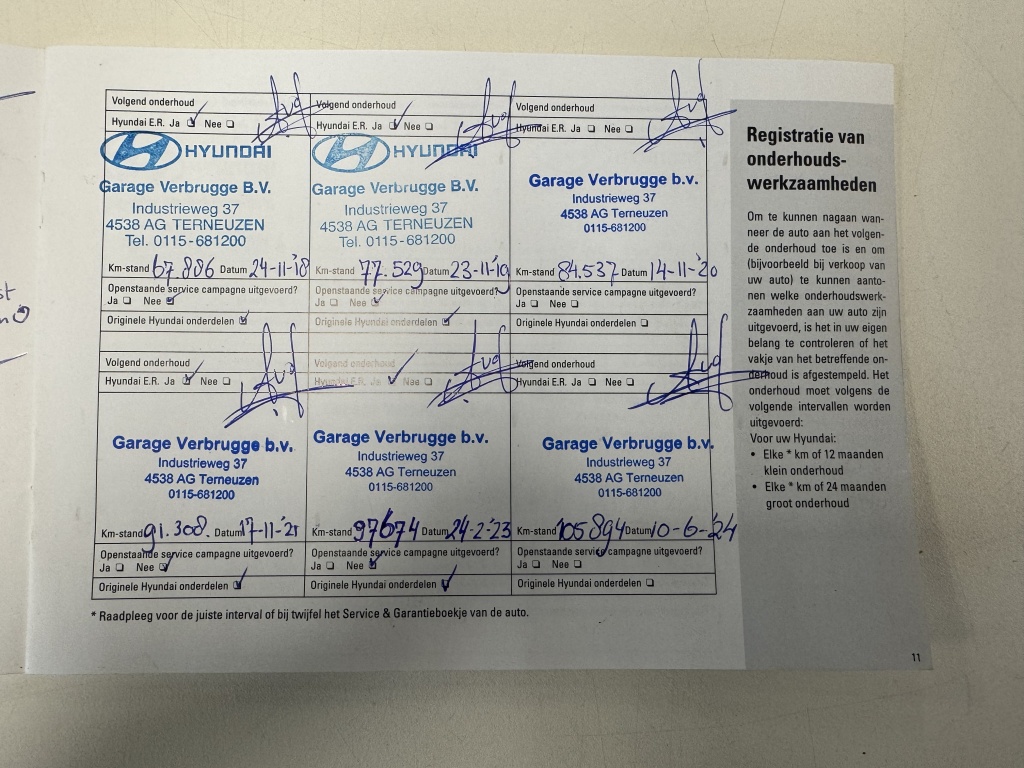 Volgend onderhoud
Hyundai E.R. Ja Nee
HYUNDAI
Garage Verbrugge B.V.
Industrieweg 37
4538 AG TERNEUZEN
Tel. 0115-681200
Km-stand 67.886 Datum 24-11-'18
Openstaande service campagne uitgevoerd?
Ja Nee
Originele Hyundai onderdelen
Volgend onderhoud
Hyundai E.R. Ja Nee
HYUNDAI
Garage Verbrugge B.V.
Industrieweg 37
4538 AG TERNEUZEN
Tel. 0115-681200
Km-stand 77.529 Datum 23-11-'19
Openstaande service campagne uitgevoerd?
Ja Nee
Originele Hyundai onderdelen
Volgend onderhoud
Hyundai E.R. Ja Nee
Garage Verbrugge b.v.
Industrieweg 37
4538 AG Terneuzen
0115-681200
Km-stand 84.537 Datum 14-11-'20
Openstaande service campagne uitgevoerd?
Ja Nee
Originele Hyundai onderdelen
Volgend onderhoud
Hyundai E.R. Ja Nee
Garage Verbrugge b.v.
Industrieweg 37
4538 AG Terneuzen
0115-681200
Km-stand 91.308. Datum 17-11-'21
Openstaande service campagne uitgevoerd?
Ja Nee
Originele Hyundai onderdelen
Volgend onderhoud
Hyundai E.R. Ja Nee
Garage Verbrugge b.v.
Industrieweg 37
4538 AG Terneuzen
0115-681200
Km-stand 97674 Datum 24-2-'23
Openstaande service campagne uitgevoerd?
Ja Nee
Originele Hyundai onderdelen
Volgend onderhoud
Hyundai E.R. Ja Nee
Garage Verbrugge b.v.
Industrieweg 37
4538 AG Terneuzen
0115-681200
Km-stand 105894 Datum 10-6-'24
Openstaande service campagne uitgevoerd?
Ja Nee
Originele Hyundai onderdelen
* Raadpleeg voor de juiste interval of bij twijfel het Service & Garantieboekje van de auto.
Registratie van
onderhouds-
werkzaamheden
Om te kunnen nagaan wan-
neer de auto aan het volgen-
de onderhoud toe is en om
(bijvoorbeeld bij verkoop van
uw auto) te kunnen aanto-
nen welke onderhoudswerk-
zaamheden aan uw auto zijn
uitgevoerd, is het in uw eigen
belang te controleren of het
vakje van het betreffende on-
derhoud is afgestempeld. Het
onderhoud moet volgens de
volgende intervallen worden
uitgevoerd:
Voor uw Hyundai:
• Elke * km of 12 maanden
klein onderhoud
• Elke * km of 24 maanden
groot onderhoud
11